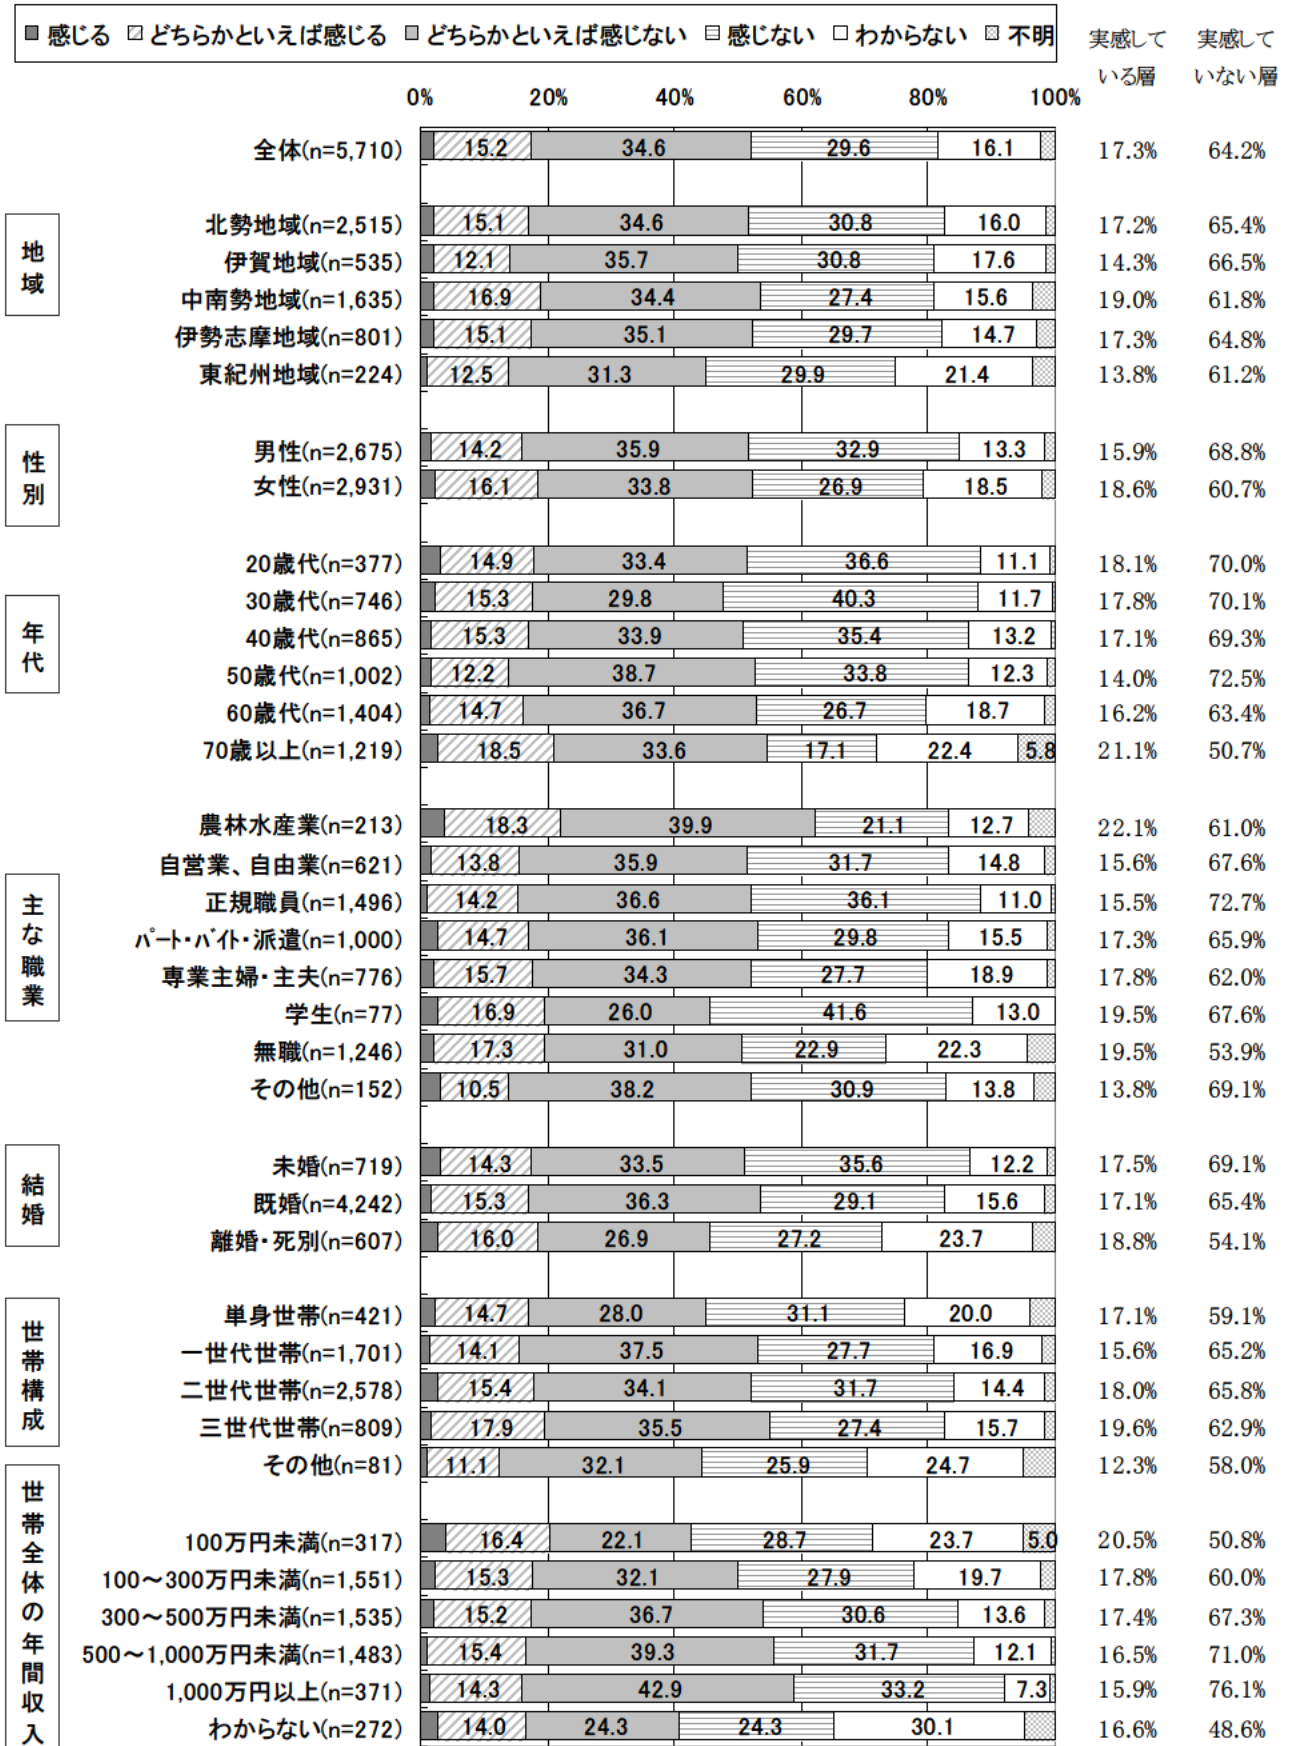 感じる どちらかといえば感じる どちらかといえば感じない 感じない わからない 不明
実感している層 実感していない層
0% 20% 40% 60% 80% 100%
全体(n=5,710) 15.2 34.6 29.6 16.1 17.3% 64.2%
地域
北勢地域(n=2,515) 15.1 34.6 30.8 16.0 17.2% 65.4%
伊賀地域(n=535) 12.1 35.7 30.8 17.6 14.3% 66.5%
中南勢地域(n=1,635) 16.9 34.4 27.4 15.6 19.0% 61.8%
伊勢志摩地域(n=801) 15.1 35.1 29.7 14.7 17.3% 64.8%
東紀州地域(n=224) 12.5 31.3 29.9 21.4 13.8% 61.2%
性別
男性(n=2,675) 14.2 35.9 32.9 13.3 15.9% 68.8%
女性(n=2,931) 16.1 33.8 26.9 18.5 18.6% 60.7%
年代
20歳代(n=377) 14.9 33.4 36.6 11.1 18.1% 70.0%
30歳代(n=746) 15.3 29.8 40.3 11.7 17.8% 70.1%
40歳代(n=865) 15.3 33.9 35.4 13.2 17.1% 69.3%
50歳代(n=1,002) 12.2 38.7 33.8 12.3 14.0% 72.5%
60歳代(n=1,404) 14.7 36.7 26.7 18.7 16.2% 63.4%
70歳以上(n=1,219) 18.5 33.6 17.1 22.4 5.8 21.1% 50.7%
主な職業
農林水産業(n=213) 18.3 39.9 21.1 12.7 22.1% 61.0%
自営業、自由業(n=621) 13.8 35.9 31.7 14.8 15.6% 67.6%
正規職員(n=1,496) 14.2 36.6 36.1 11.0 15.5% 72.7%
ﾊﾟｰﾄ･ﾊﾞｲﾄ･派遣(n=1,000) 14.7 36.1 29.8 15.5 17.3% 65.9%
専業主婦・主夫(n=776) 15.7 34.3 27.7 18.9 17.8% 62.0%
学生(n=77) 16.9 26.0 41.6 13.0 19.5% 67.6%
無職(n=1,246) 17.3 31.0 22.9 22.3 19.5% 53.9%
その他(n=152) 10.5 38.2 30.9 13.8 13.8% 69.1%
結婚
未婚(n=719) 14.3 33.5 35.6 12.2 17.5% 69.1%
既婚(n=4,242) 15.3 36.3 29.1 15.6 17.1% 65.4%
離婚・死別(n=607) 16.0 26.9 27.2 23.7 18.8% 54.1%
世帯構成
単身世帯(n=421) 14.7 28.0 31.1 20.0 17.1% 59.1%
一世代世帯(n=1,701) 14.1 37.5 27.7 16.9 15.6% 65.2%
二世代世帯(n=2,578) 15.4 34.1 31.7 14.4 18.0% 65.8%
三世代世帯(n=809) 17.9 35.5 27.4 15.7 19.6% 62.9%
その他(n=81) 11.1 32.1 25.9 24.7 12.3% 58.0%
世帯全体の年間収入
100万円未満(n=317) 16.4 22.1 28.7 23.7 5.0 20.5% 50.8%
100～300万円未満(n=1,551) 15.3 32.1 27.9 19.7 17.8% 60.0%
300～500万円未満(n=1,535) 15.2 36.7 30.6 13.6 17.4% 67.3%
500～1,000万円未満(n=1,483) 15.4 39.3 31.7 12.1 16.5% 71.0%
1,000万円以上(n=371) 14.3 42.9 33.2 7.3 15.9% 76.1%
わからない(n=272) 14.0 24.3 24.3 30.1 16.6% 48.6%